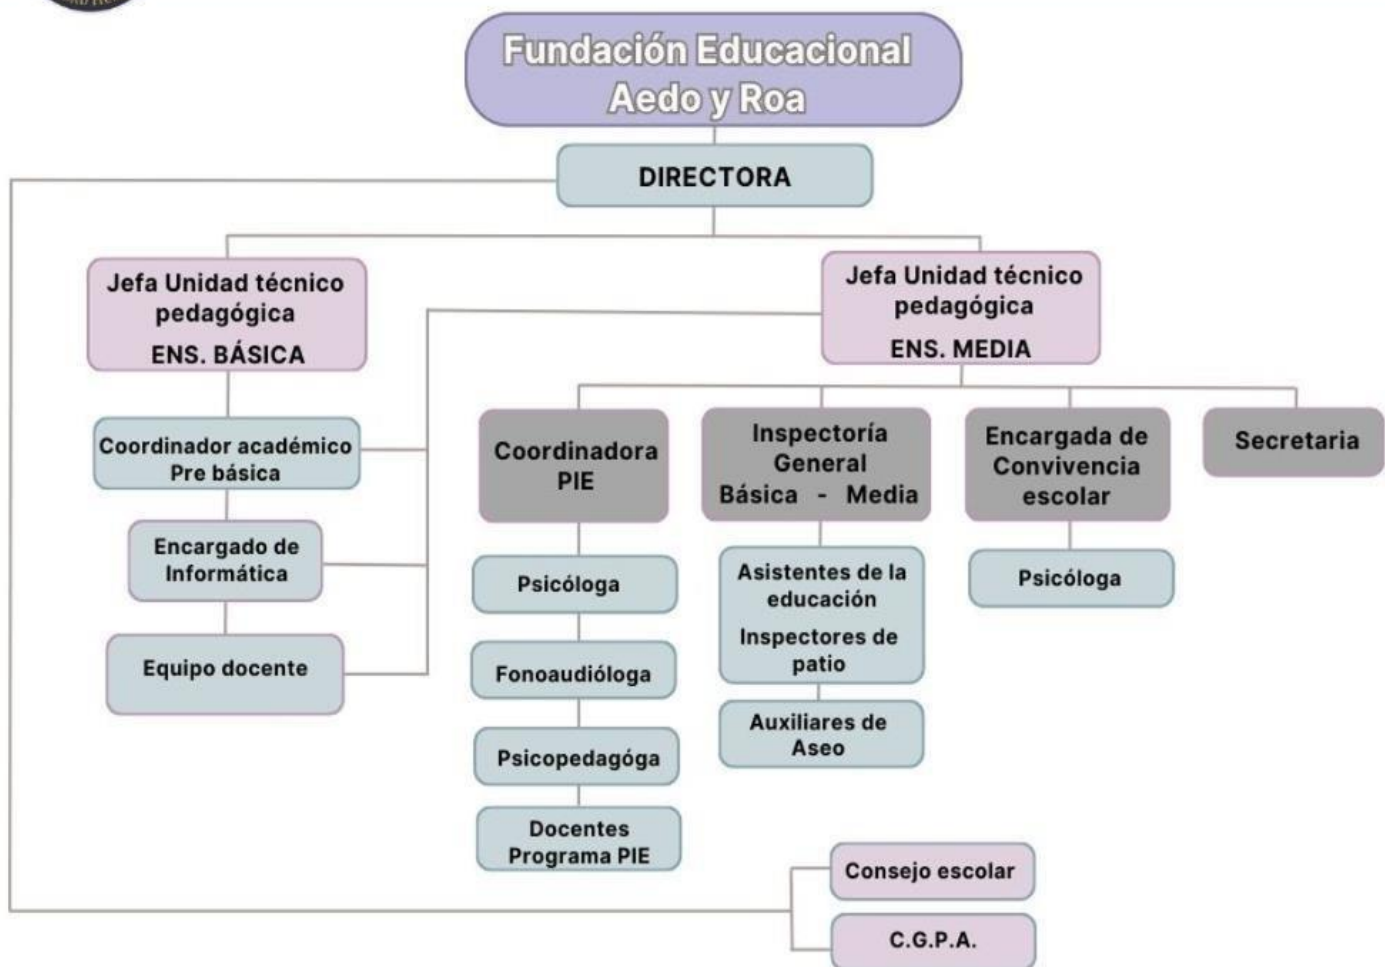 Fundación Educacional
Aedo y Roa
DIRECTORA
Jefa Unidad técnico
pedagógica
ENS. BÁSICA
Jefa Unidad técnico
pedagógica
ENS. MEDIA
Coordinador académico
Pre básica
Encargado de
Informática
Equipo docente
Coordinadora
PIE
Psicóloga
Fonoaudióloga
Psicopedagóga
Docentes
Programa PIE
Inspectoría
General
Básica - Media
Asistentes de la
educación
Inspectores de
patio
Auxiliares de
Aseo
Encargada de
Convivencia
escolar
Psicóloga
Secretaria
Consejo escolar
C.G.P.A.